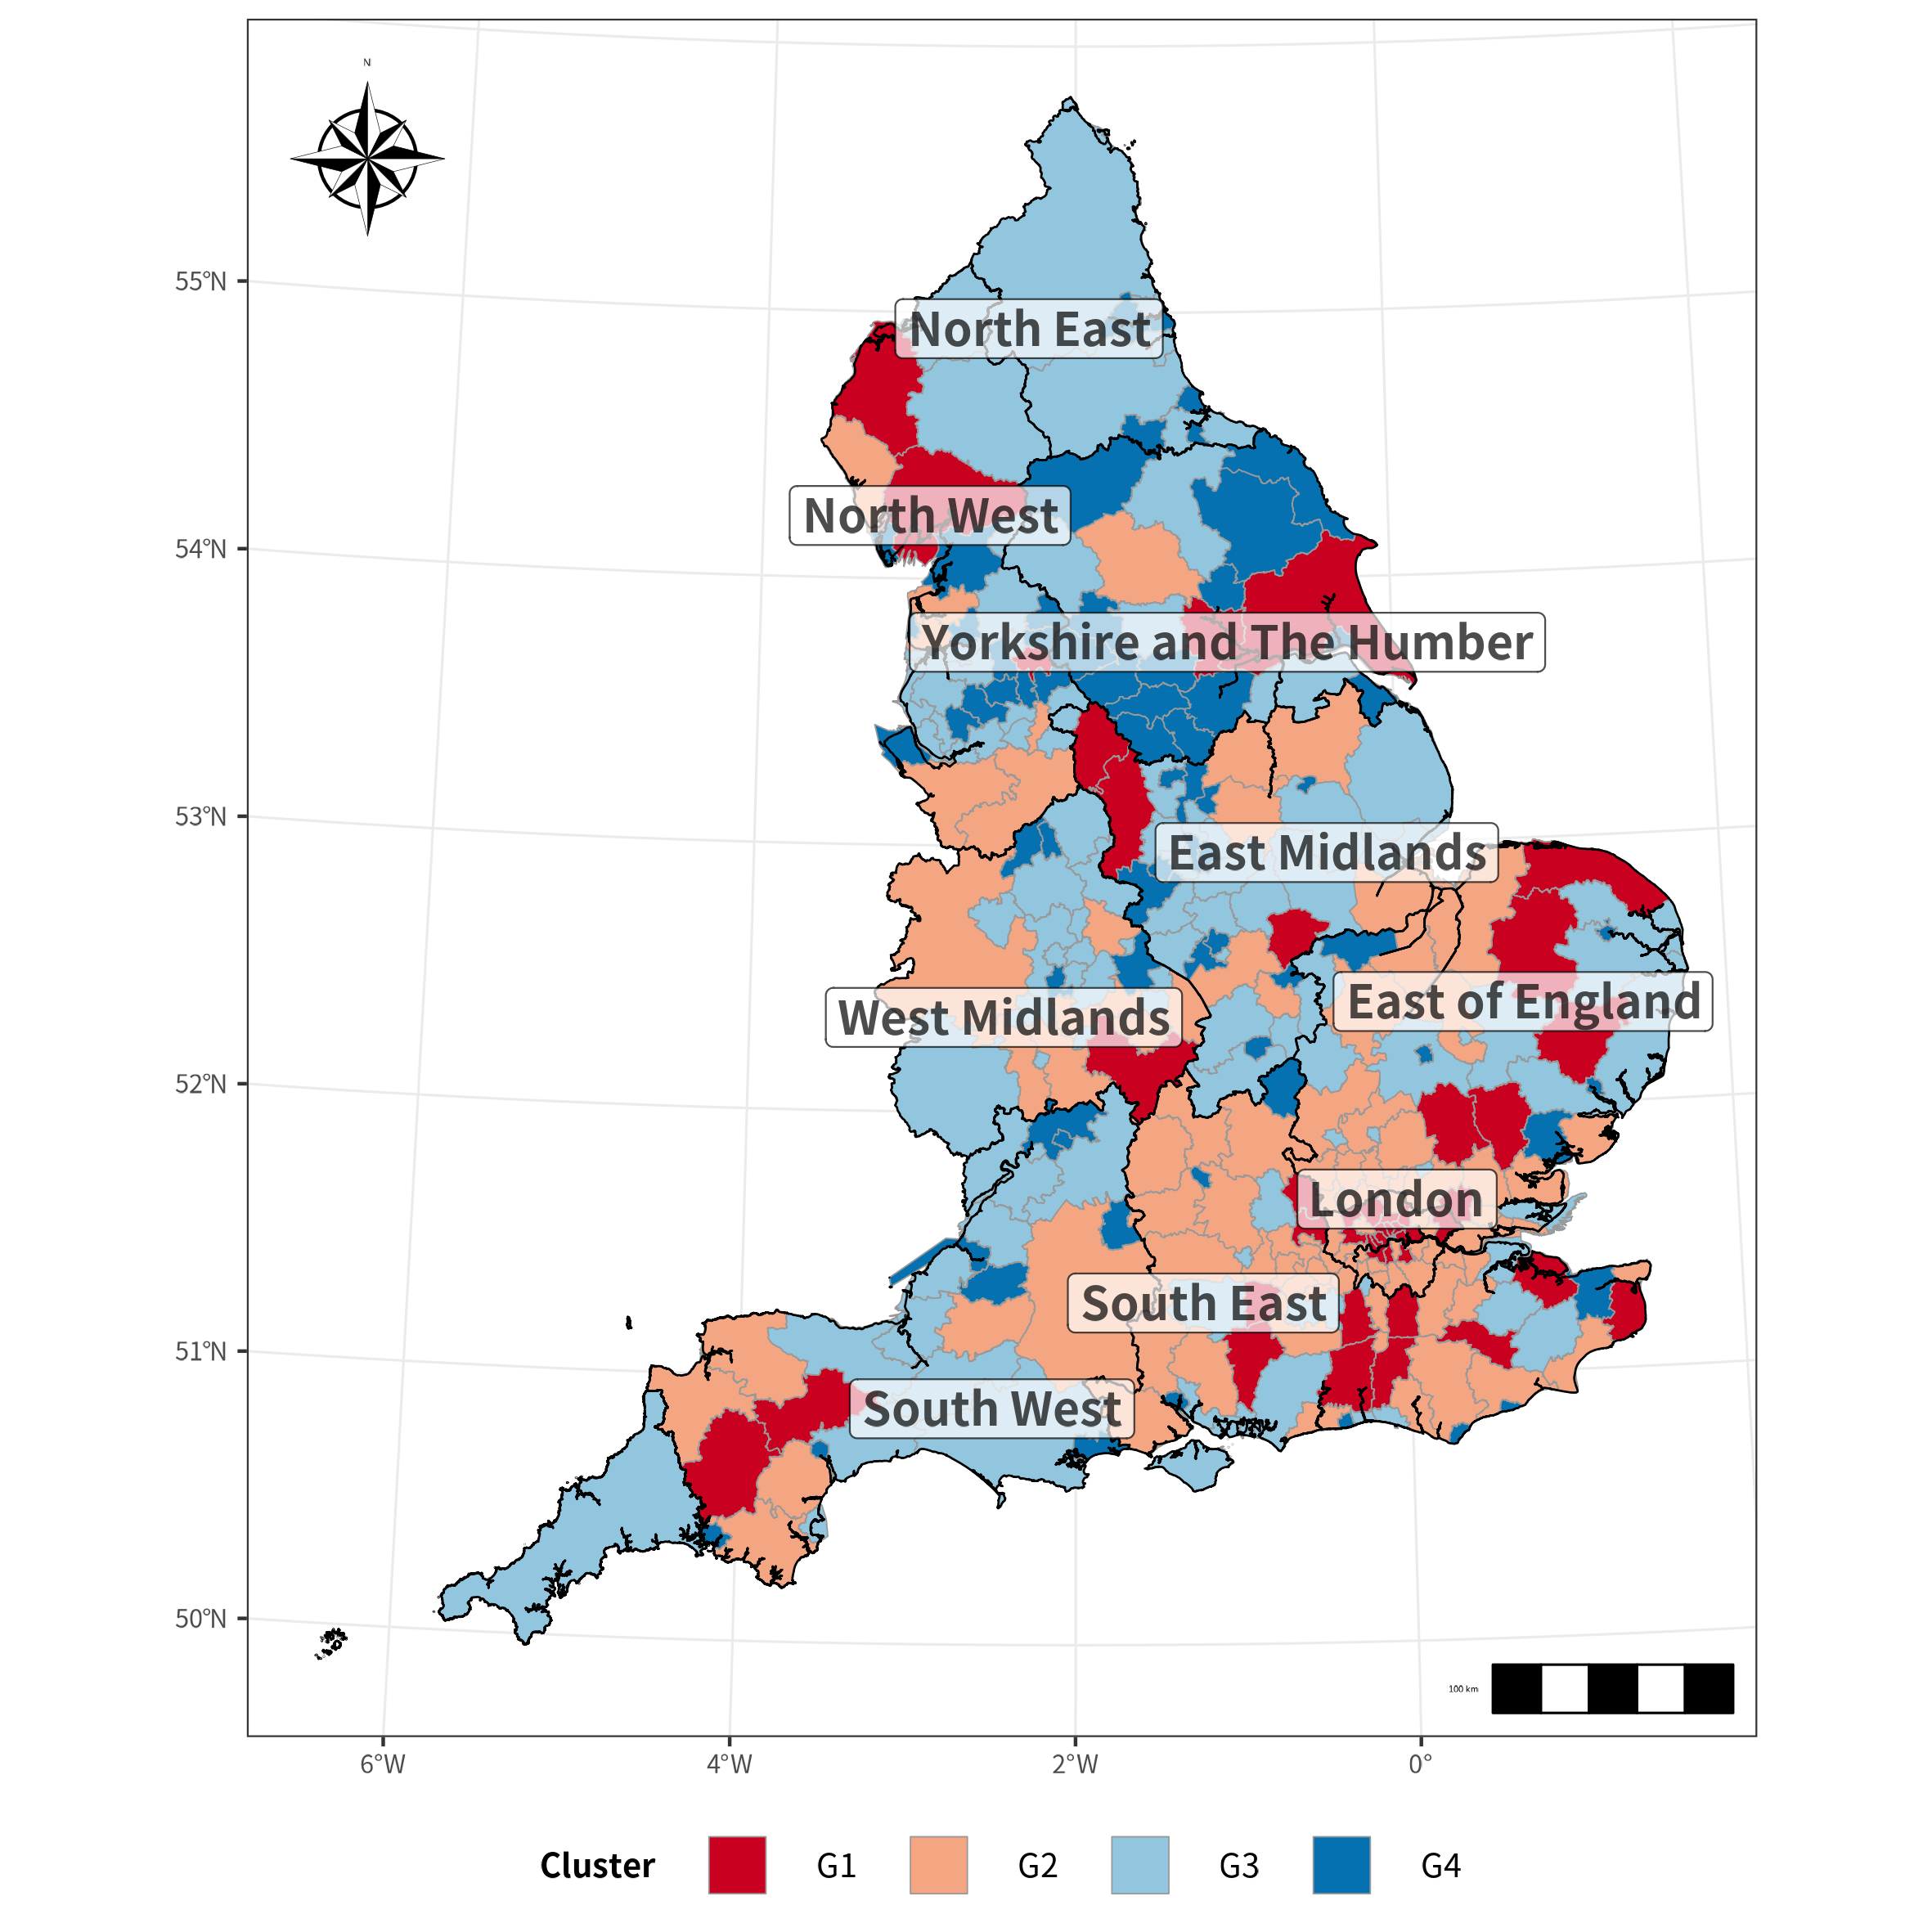 N
55°N
North East
North West
54°N
Yorkshire and The Humber
53°N
East Midlands
East of England
West Midlands
52°N
London
South East
51°N
South West
50°N
100 km
6°W
4°W
2°W
0°
Cluster
G1
G2
G3
G4